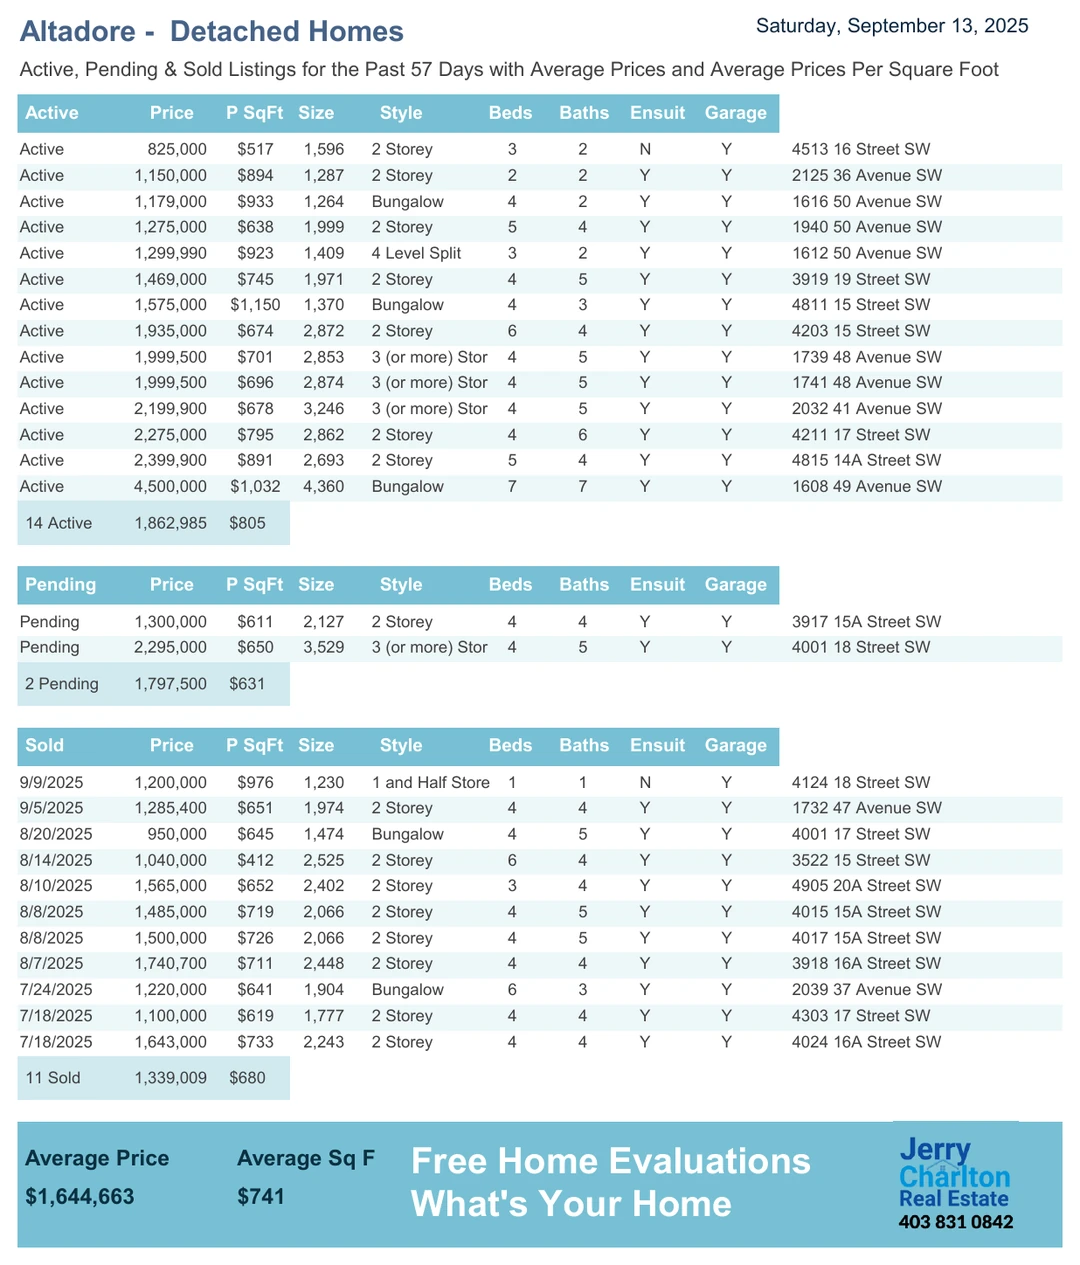 Altadore - Detached Homes
Saturday, September 13, 2025
Active, Pending & Sold Listings for the Past 57 Days with Average Prices and Average Prices Per Square Foot
Active Price P SqFt Size Style Beds Baths Ensuit Garage
Active 825,000 $517 1,596 2 Storey 3 2 N Y 4513 16 Street SW
Active 1,150,000 $894 1,287 2 Storey 2 2 Y Y 2125 36 Avenue SW
Active 1,179,000 $933 1,264 Bungalow 4 2 Y Y 1616 50 Avenue SW
Active 1,275,000 $638 1,999 2 Storey 5 4 Y Y 1940 50 Avenue SW
Active 1,299,990 $923 1,409 4 Level Split 3 2 Y Y 1612 50 Avenue SW
Active 1,469,000 $745 1,971 2 Storey 4 5 Y Y 3919 19 Street SW
Active 1,575,000 $1,150 1,370 Bungalow 4 3 Y Y 4811 15 Street SW
Active 1,935,000 $674 2,872 2 Storey 6 4 Y Y 4203 15 Street SW
Active 1,999,500 $701 2,853 3 (or more) Stor 4 5 Y Y 1739 48 Avenue SW
Active 1,999,500 $696 2,874 3 (or more) Stor 4 5 Y Y 1741 48 Avenue SW
Active 2,199,900 $678 3,246 3 (or more) Stor 4 5 Y Y 2032 41 Avenue SW
Active 2,275,000 $795 2,862 2 Storey 4 6 Y Y 4211 17 Street SW
Active 2,399,900 $891 2,693 2 Storey 5 4 Y Y 4815 14A Street SW
Active 4,500,000 $1,032 4,360 Bungalow 7 7 Y Y 1608 49 Avenue SW
14 Active 1,862,985 $805
Pending Price P SqFt Size Style Beds Baths Ensuit Garage
Pending 1,300,000 $611 2,127 2 Storey 4 4 Y Y 3917 15A Street SW
Pending 2,295,000 $650 3,529 3 (or more) Stor 4 5 Y Y 4001 18 Street SW
2 Pending 1,797,500 $631
Sold Price P SqFt Size Style Beds Baths Ensuit Garage
9/9/2025 1,200,000 $976 1,230 1 and Half Store 1 1 N Y 4124 18 Street SW
9/5/2025 1,285,400 $651 1,974 2 Storey 4 4 Y Y 1732 47 Avenue SW
8/20/2025 950,000 $645 1,474 Bungalow 4 5 Y Y 4001 17 Street SW
8/14/2025 1,040,000 $412 2,525 2 Storey 6 4 Y Y 3522 15 Street SW
8/10/2025 1,565,000 $652 2,402 2 Storey 3 4 Y Y 4905 20A Street SW
8/8/2025 1,485,000 $719 2,066 2 Storey 4 5 Y Y 4015 15A Street SW
8/8/2025 1,500,000 $726 2,066 2 Storey 4 5 Y Y 4017 15A Street SW
8/7/2025 1,740,700 $711 2,448 2 Storey 4 4 Y Y 3918 16A Street SW
7/24/2025 1,220,000 $641 1,904 Bungalow 6 3 Y Y 2039 37 Avenue SW
7/18/2025 1,100,000 $619 1,777 2 Storey 4 4 Y Y 4303 17 Street SW
7/18/2025 1,643,000 $733 2,243 2 Storey 4 4 Y Y 4024 16A Street SW
11 Sold 1,339,009 $680
Average Price Average Sq F
$1,644,663 $741
Free Home Evaluations
What's Your Home
Jerry
Charlton
Real Estate
403 831 0842